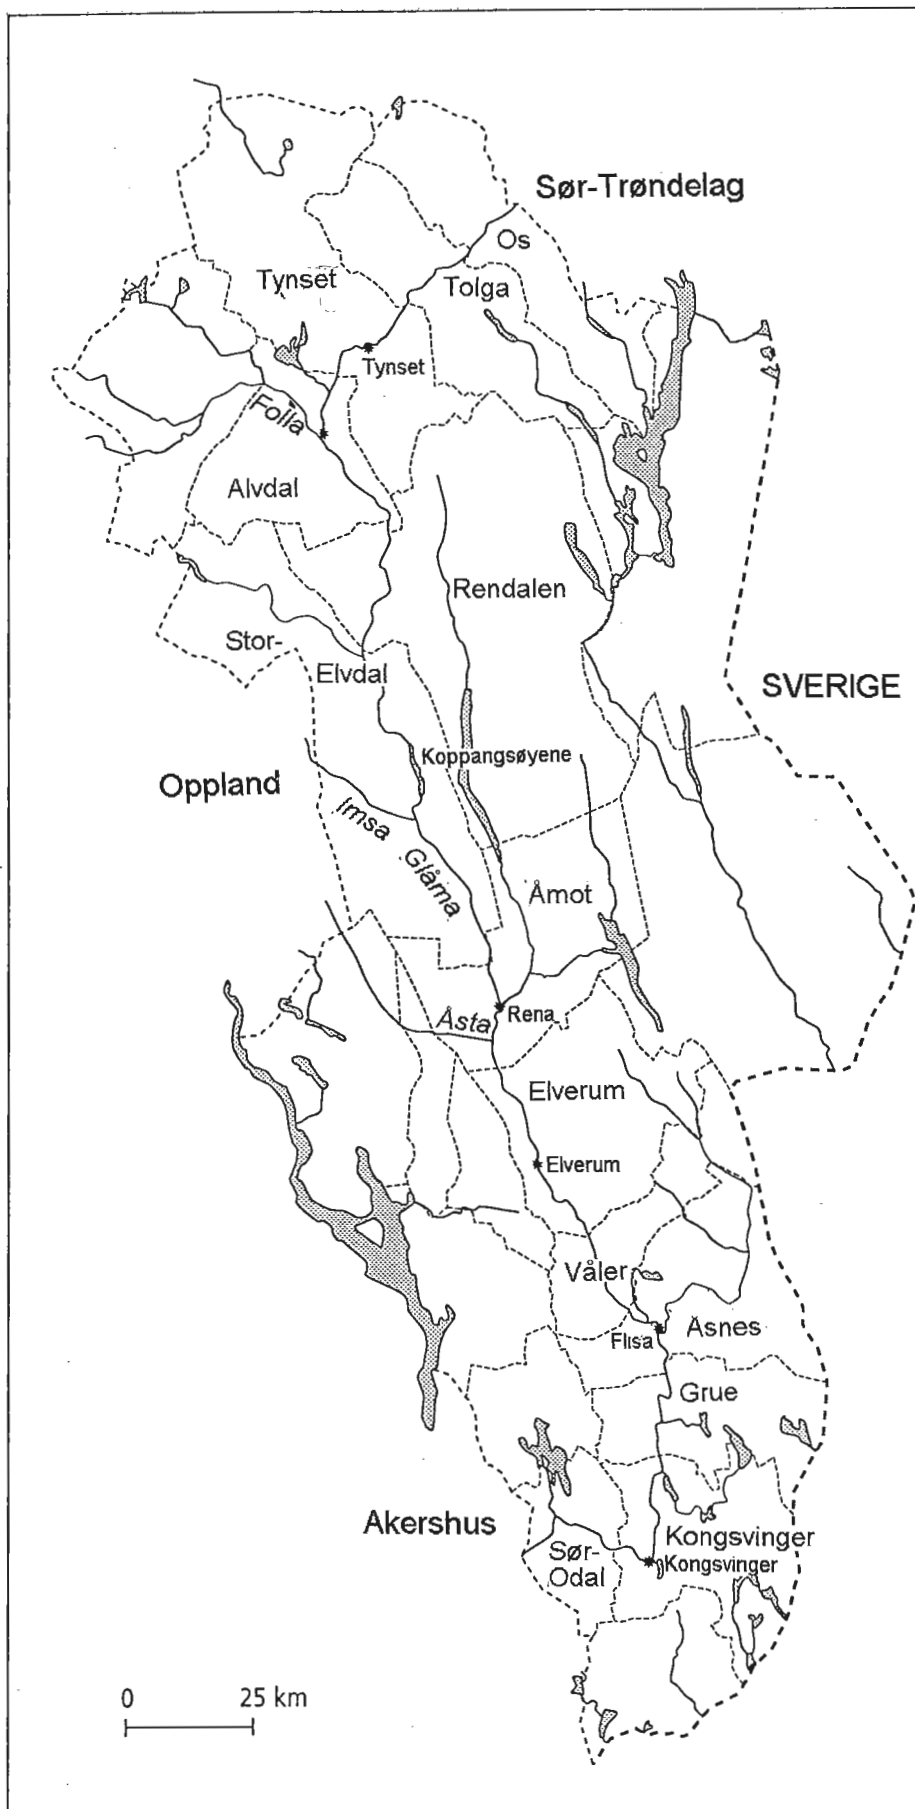 Sør-Trøndelag
Os
Tynset
Tolga
Tynset
Folla
Alvdal
Rendalen
Stor-
Elvdal
SVERIGE
Koppangsøyene
Oppland
Imsa
Glåma
Åmot
Åsta
Rena
Elverum
Elverum
Våler
Flisa
Åsnes
Grue
Akershus
Kongsvinger
Sør-
Odal
Kongsvinger
0 25 km